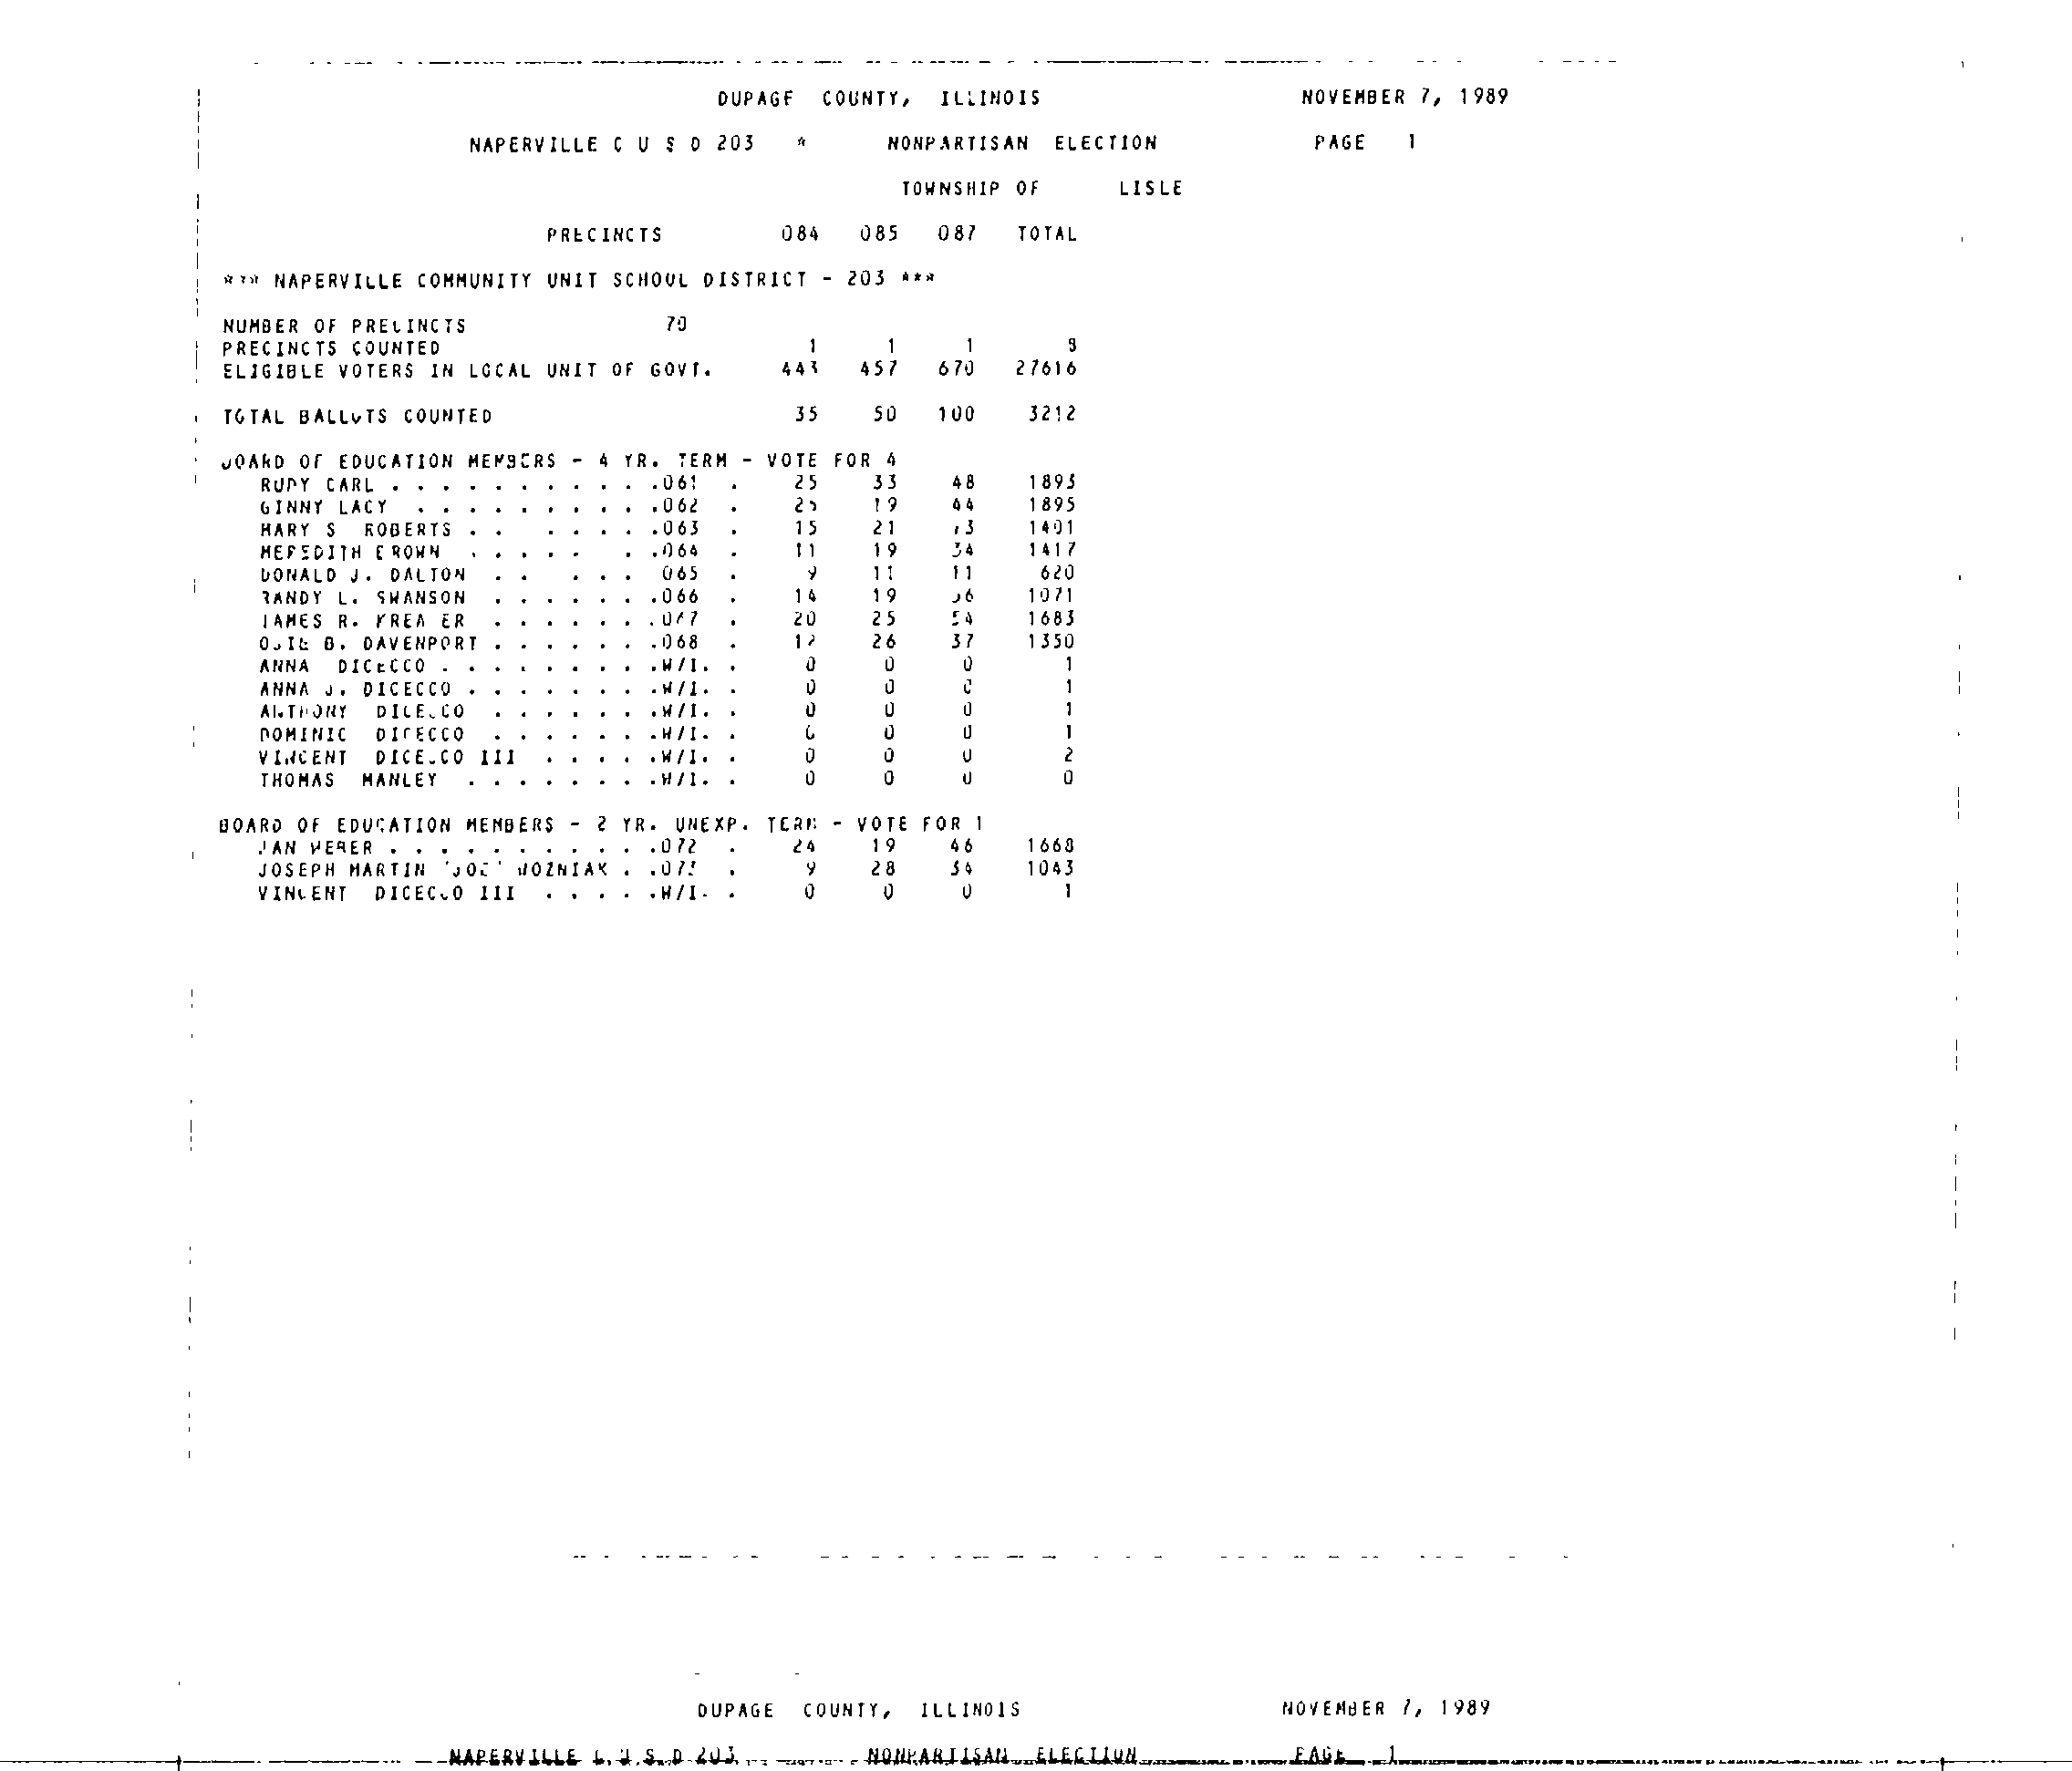 DUPAGE COUNTY, ILLINOIS NOVEMBER 7, 1989
NAPERVILLE C U S D 203 * NONPARTISAN ELECTION PAGE 1
TOWNSHIP OF LISLE
PRECINCTS 084 085 087 TOTAL
*** NAPERVILLE COMMUNITY UNIT SCHOOL DISTRICT - 203 ***
NUMBER OF PRECINCTS 70
PRECINCTS COUNTED 1 1 1
ELIGIBLE VOTERS IN LOCAL UNIT OF GOVT. 443 457 670 27616
TOTAL BALLOTS COUNTED 35 50 100 3212
BOARD OF EDUCATION MEMBERS - 4 YR. TERM - VOTE FOR 4
RUDY CARL . . . . . . . . . . .061 . 25 33 48 1893
GINNY LACY . . . . . . . . . .062 . 19 44 1895
MARY S ROBERTS . . . . . . .063 . 15 21 1401
MEREDITH BROWN . . . . . . .064 . 11 19 34 1417
DONALD J. DALTON . . . . . 065 . 9 11 11 620
RANDY L. SWANSON . . . . . . .066 . 14 19 1071
JAMES R. . . . . . . .067 . 20 25 54 1683
B. DAVENPORT . . . . . . .068 . 12 26 37 1350
ANNA DICECCO . . . . . . . . .W/I. . 0 0 0 1
ANNA J. DICECCO . . . . . . . .W/I. . 0 0 0 1
ANTHONY DICECCO . . . . . . .W/I. . 0 0 0 1
DOMINIC DICECCO . . . . . . .W/I. . 0 0 0 1
VINCENT DICECCO III . . . . .W/I. . 0 0 0 2
THOMAS MANLEY . . . . . . . .W/I. . 0 0 0 0
BOARD OF EDUCATION MEMBERS - 2 YR. UNEXP. TERM - VOTE FOR 1
JAN WEBER . . . . . . . . . . .072 . 24 19 46 1668
JOSEPH MARTIN 'JOE' WOZNIAK . .073 . 9 28 34 1043
VINCENT DICECCO III . . . . .W/I. . 0 0 0 1
DUPAGE COUNTY, ILLINOIS NOVEMBER 7, 1989
NAPERVILLE C.U.S.D 203 NONPARTISAN ELECTION PAGE 1